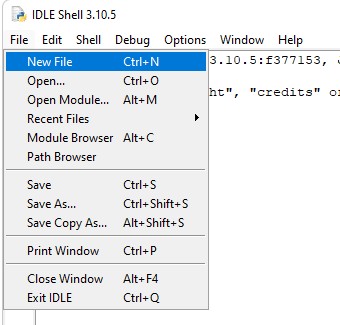 IDLE Shell 3.10.5
File Edit Shell Debug Options Window Help
New File Ctrl+N 3.10.5:f377153, J
Open... Ctrl+O
Open Module... Alt+M ht", "credits" or
Recent Files
Module Browser Alt+C
Path Browser
Save Ctrl+S
Save As... Ctrl+Shift+S
Save Copy As... Alt+Shift+S
Print Window Ctrl+P
Close Window Alt+F4
Exit IDLE Ctrl+Q